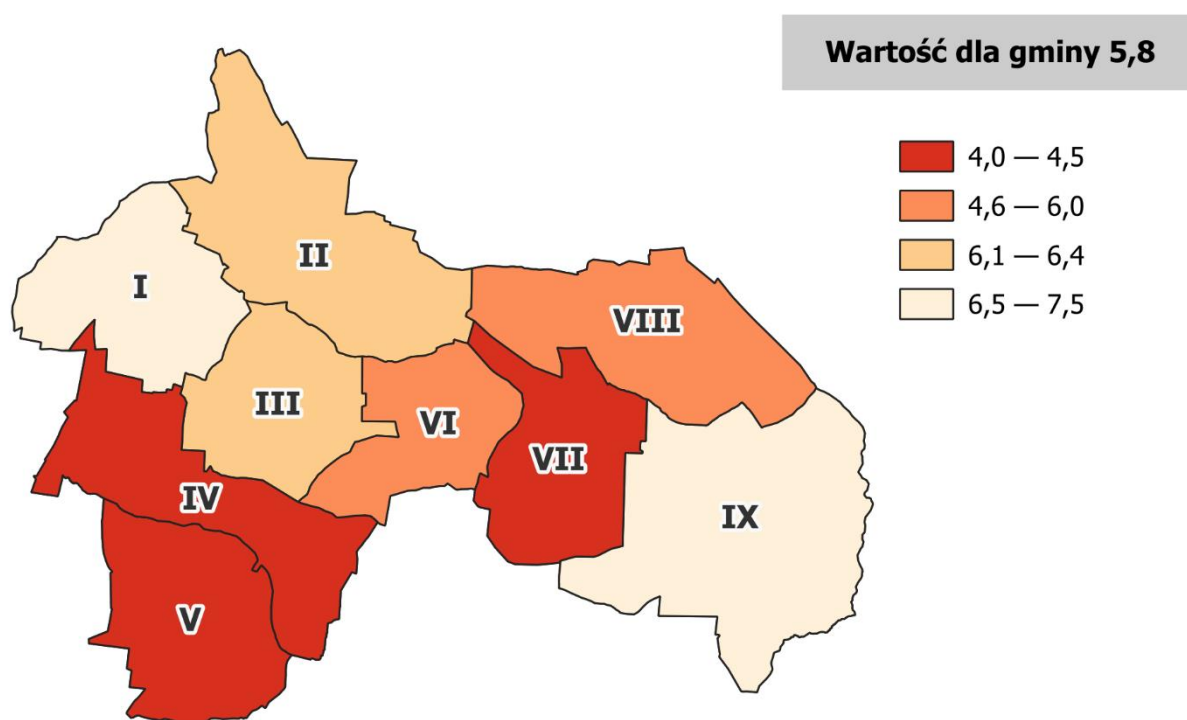 Wartość dla gminy 5,8
4,0 — 4,5
4,6 — 6,0
6,1 — 6,4
6,5 — 7,5
I
II
III
IV
V
VI
VII
VIII
IX